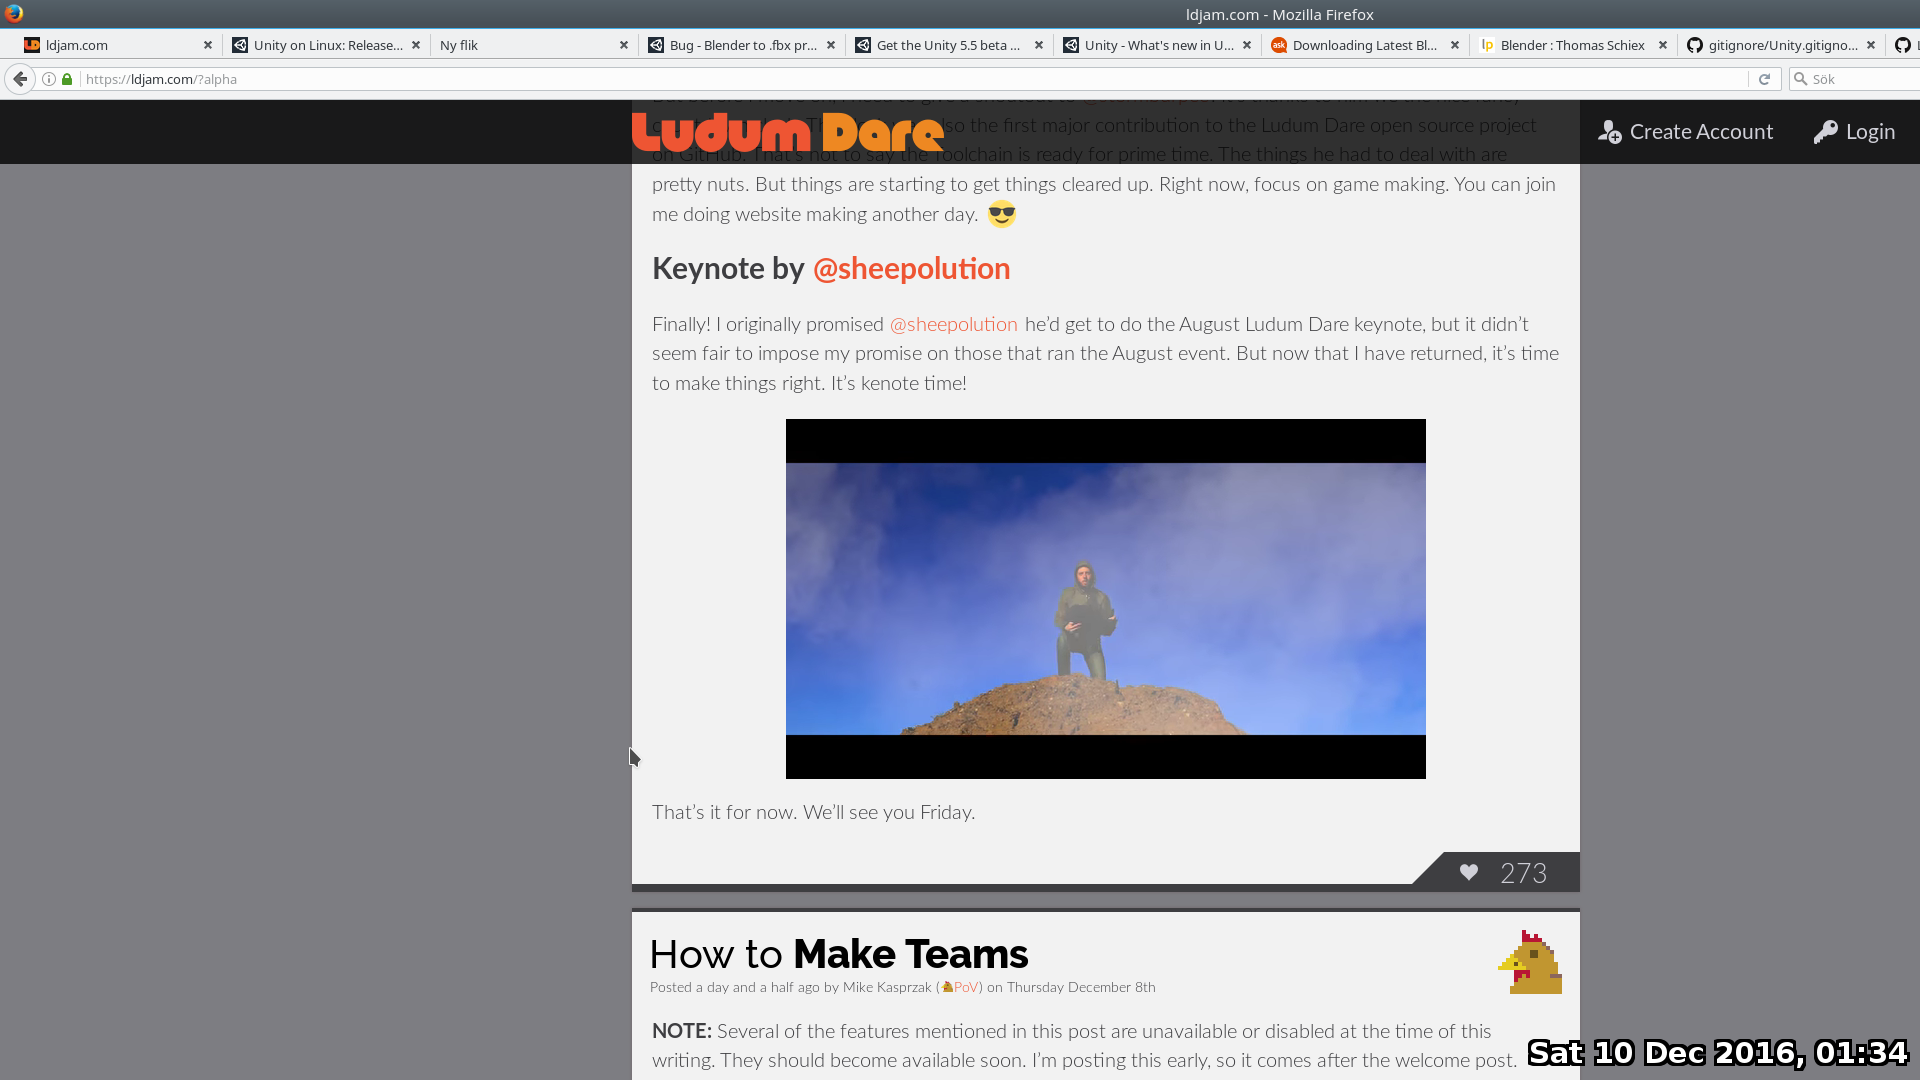 ldjam.com - Mozilla Firefox
ldjam.com
Unity on Linux: Release...
Ny flik
Bug - Blender to .fbx pr...
Get the Unity 5.5 beta ...
Unity - What's new in U...
Downloading Latest Bl...
Blender : Thomas Schiex
gitignore/Unity.gitigno...
https://ldjam.com/?alpha
Sök
Ludum Dare
Create Account
Login
also the first major contribution to the Ludum Dare open source project
on GitHub. That's not to say the Toolchain is ready for prime time. The things he had to deal with are
pretty nuts. But things are starting to get things cleared up. Right now, focus on game making. You can join
me doing website making another day.
Keynote by @sheepolution
Finally! I originally promised @sheepolution he’d get to do the August Ludum Dare keynote, but it didn’t
seem fair to impose my promise on those that ran the August event. But now that I have returned, it’s time
to make things right. It’s kenote time!
That’s it for now. We’ll see you Friday.
273
How to Make Teams
Posted a day and a half ago by Mike Kasprzak (PoV) on Thursday December 8th
NOTE: Several of the features mentioned in this post are unavailable or disabled at the time of this
writing. They should become available soon. I’m posting this early, so it comes after the welcome post.
Sat 10 Dec 2016, 01:34